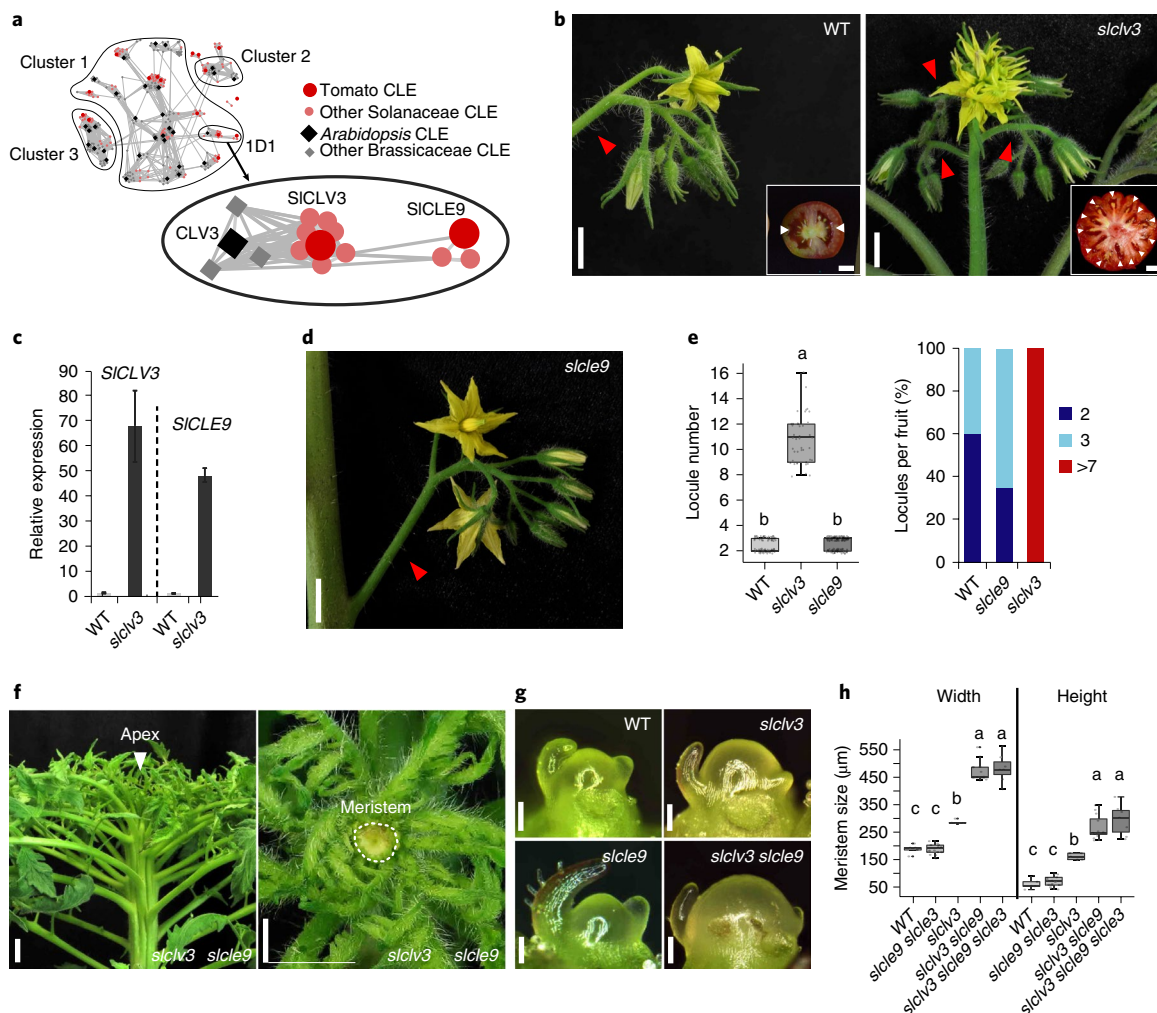 a
Cluster 1
Cluster 2
Cluster 3
1D1
Tomato CLE
Other Solanaceae CLE
Arabidopsis CLE
Other Brassicaceae CLE
SlCLV3
SlCLE9
CLV3
b
WT
slclv3
c
Relative expression
90
80
70
60
50
40
30
20
10
0
SlCLV3
SlCLE9
WT
slclv3
WT
slclv3
d
slcle9
e
Locule number
16
14
12
10
8
6
4
2
a
b
b
WT
slclv3
slcle9
Locules per fruit (%)
100
80
60
40
20
0
2
3
>7
WT
slcle9
slclv3
f
Apex
slclv3 slcle9
Meristem
slclv3 slcle9
g
WT
slclv3
slcle9
slclv3 slcle9
h
Width
Height
Meristem size (μm)
550
450
350
250
150
50
c
c
b
a
a
c
c
b
a
a
WT
slcle9 slcle3
slclv3
slclv3 slcle9
slclv3 slcle9 slcle3
WT
slcle9 slcle3
slclv3
slclv3 slcle9
slclv3 slcle9 slcle3